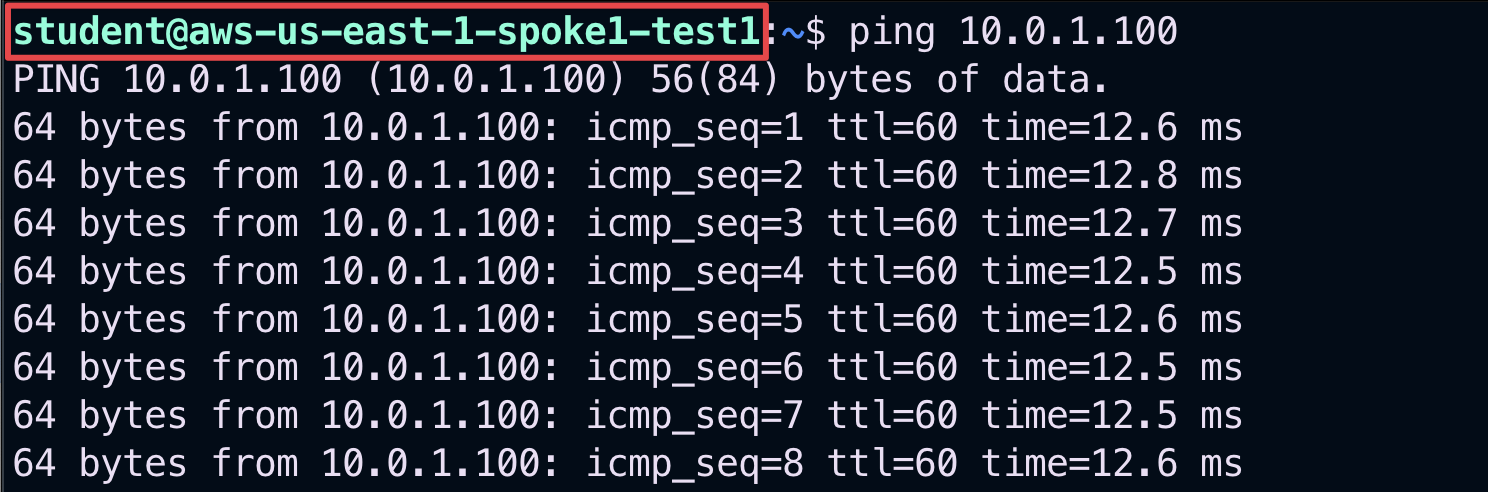 student@aws-us-east-1-spoke1-test1:~$ ping 10.0.1.100
PING 10.0.1.100 (10.0.1.100) 56(84) bytes of data.
64 bytes from 10.0.1.100: icmp_seq=1 ttl=60 time=12.6 ms
64 bytes from 10.0.1.100: icmp_seq=2 ttl=60 time=12.8 ms
64 bytes from 10.0.1.100: icmp_seq=3 ttl=60 time=12.7 ms
64 bytes from 10.0.1.100: icmp_seq=4 ttl=60 time=12.5 ms
64 bytes from 10.0.1.100: icmp_seq=5 ttl=60 time=12.6 ms
64 bytes from 10.0.1.100: icmp_seq=6 ttl=60 time=12.5 ms
64 bytes from 10.0.1.100: icmp_seq=7 ttl=60 time=12.5 ms
64 bytes from 10.0.1.100: icmp_seq=8 ttl=60 time=12.6 ms